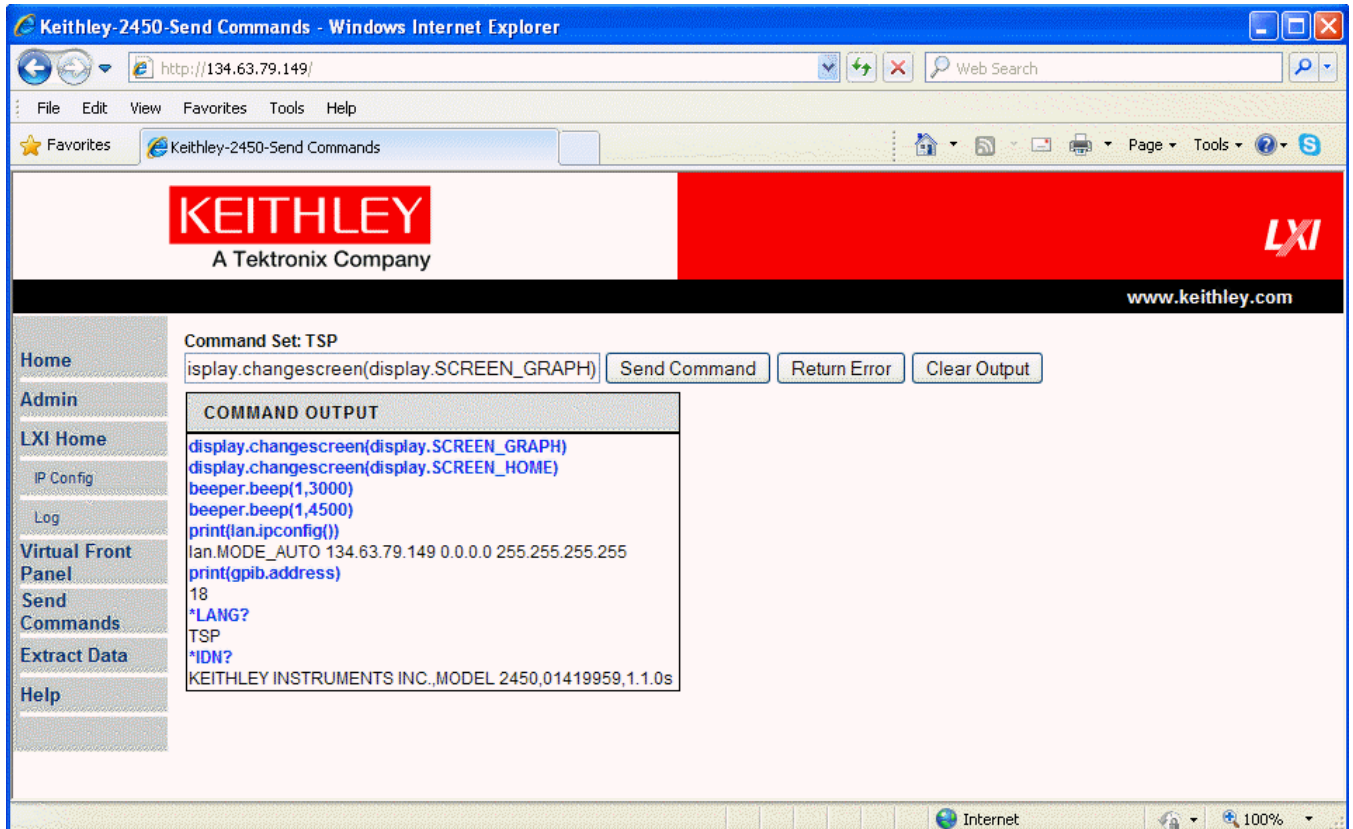 Keithley-2450-Send Commands - Windows Internet Explorer
http://134.63.79.149/
Web Search
File Edit View Favorites Tools Help
Favorites
Keithley-2450-Send Commands
Page Tools
KEITHLEY
A Tektronix Company
LXI
www.keithley.com
Home
Admin
LXI Home
IP Config
Log
Virtual Front
Panel
Send
Commands
Extract Data
Help
Command Set: TSP
isplay.changescreen(display.SCREEN_GRAPH)
Send Command
Return Error
Clear Output
COMMAND OUTPUT
display.changescreen(display.SCREEN_GRAPH)
display.changescreen(display.SCREEN_HOME)
beeper.beep(1,3000)
beeper.beep(1,4500)
print(lan.ipconfig())
lan.MODE_AUTO 134.63.79.149 0.0.0.0 255.255.255.255
print(gpib.address)
18
*LANG?
TSP
*IDN?
KEITHLEY INSTRUMENTS INC.,MODEL 2450,01419959,1.1.0s
Internet
100%